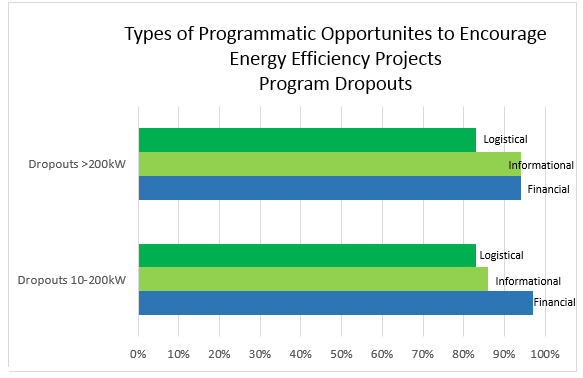 Types of Programmatic Opportunites to Encourage
Energy Efficiency Projects
Program Dropouts
Logistical
Dropouts >200kW
Informational
Financial
Logistical
Dropouts 10-200kW
Informational
Financial
0% 10% 20% 30% 40% 50% 60% 70% 80% 90% 100%